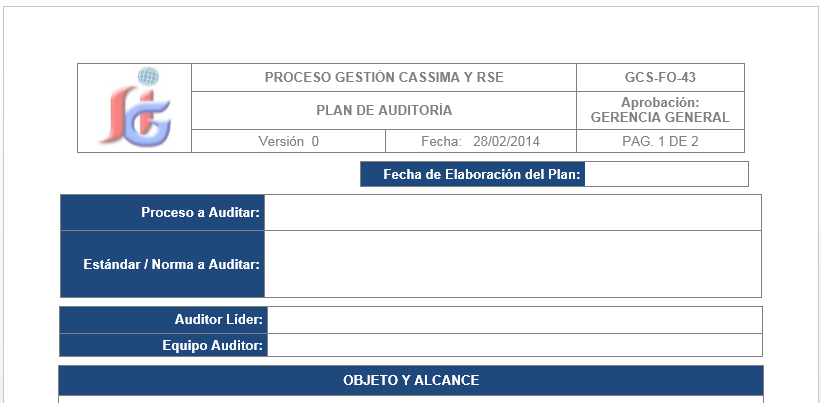 PROCESO GESTIÓN CASSIMA Y RSE
GCS-FO-43
PLAN DE AUDITORÍA
Aprobación:
GERENCIA GENERAL
Versión 0
Fecha: 28/02/2014
PAG. 1 DE 2
Fecha de Elaboración del Plan:
Proceso a Auditar:
Estándar / Norma a Auditar:
Auditor Líder:
Equipo Auditor:
OBJETO Y ALCANCE